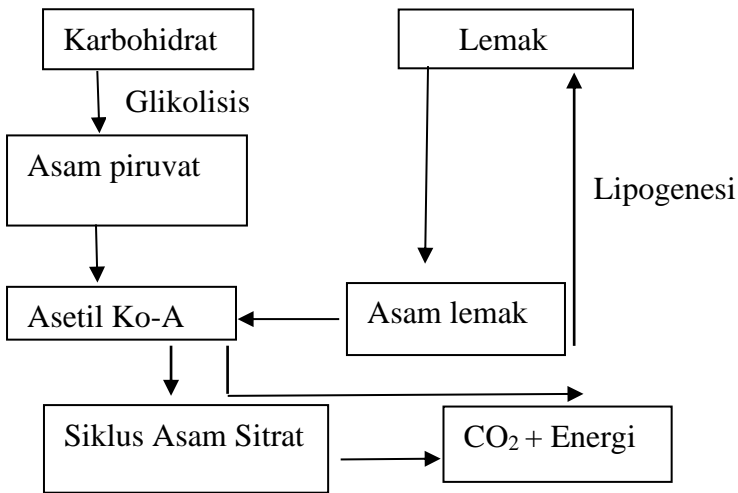 Karbohidrat
Lemak
Glikolisis
Asam piruvat
Lipogenesi
Asetil Ko-A
Asam lemak
Siklus Asam Sitrat
CO₂ + Energi